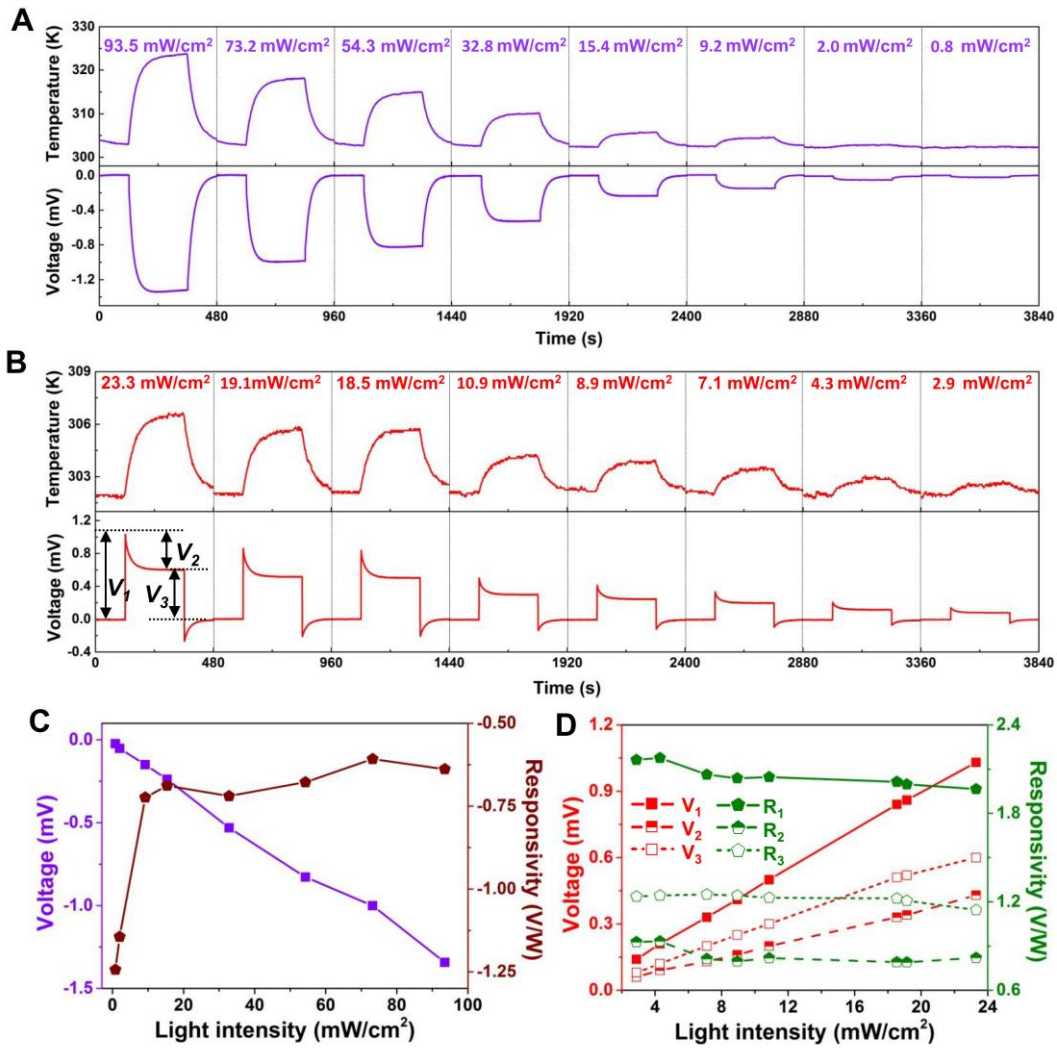 A
93.5 mW/cm² 73.2 mW/cm² 54.3 mW/cm² 32.8 mW/cm² 15.4 mW/cm² 9.2 mW/cm² 2.0 mW/cm² 0.8 mW/cm²
Temperature (K)
330
320
310
300
Voltage (mV)
0.0
-0.4
-0.8
-1.2
0 480 960 1440 1920 2400 2880 3360 3840
Time (s)
B
23.3 mW/cm² 19.1mW/cm² 18.5 mW/cm² 10.9 mW/cm² 8.9 mW/cm² 7.1 mW/cm² 4.3 mW/cm² 2.9 mW/cm²
Temperature (K)
309
306
303
Voltage (mV)
1.2
0.8
0.4
0.0
-0.4
V₁
V₂
V₃
0 480 960 1440 1920 2400 2880 3360 3840
Time (s)
C
Voltage (mV)
0.0
-0.5
-1.0
-1.5
0 20 40 60 80 100
Light intensity (mW/cm²)
-0.50
-0.75
-1.00
-1.25
Responsivity (V/W)
D
Voltage (mV)
1.2
0.9
0.6
0.3
0.0
V₁ R₁
V₂ R₂
V₃ R₃
4 8 12 16 20 24
Light intensity (mW/cm²)
2.4
1.8
1.2
0.6
Responsivity (V/W)